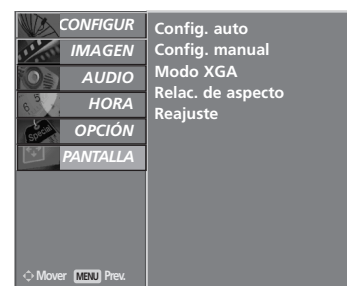 CONFIGUR
IMAGEN
AUDIO
HORA
OPCIÓN
PANTALLA
Config. auto
Config. manual
Modo XGA
Relac. de aspecto
Reajuste
Mover MENU Prev.
Special